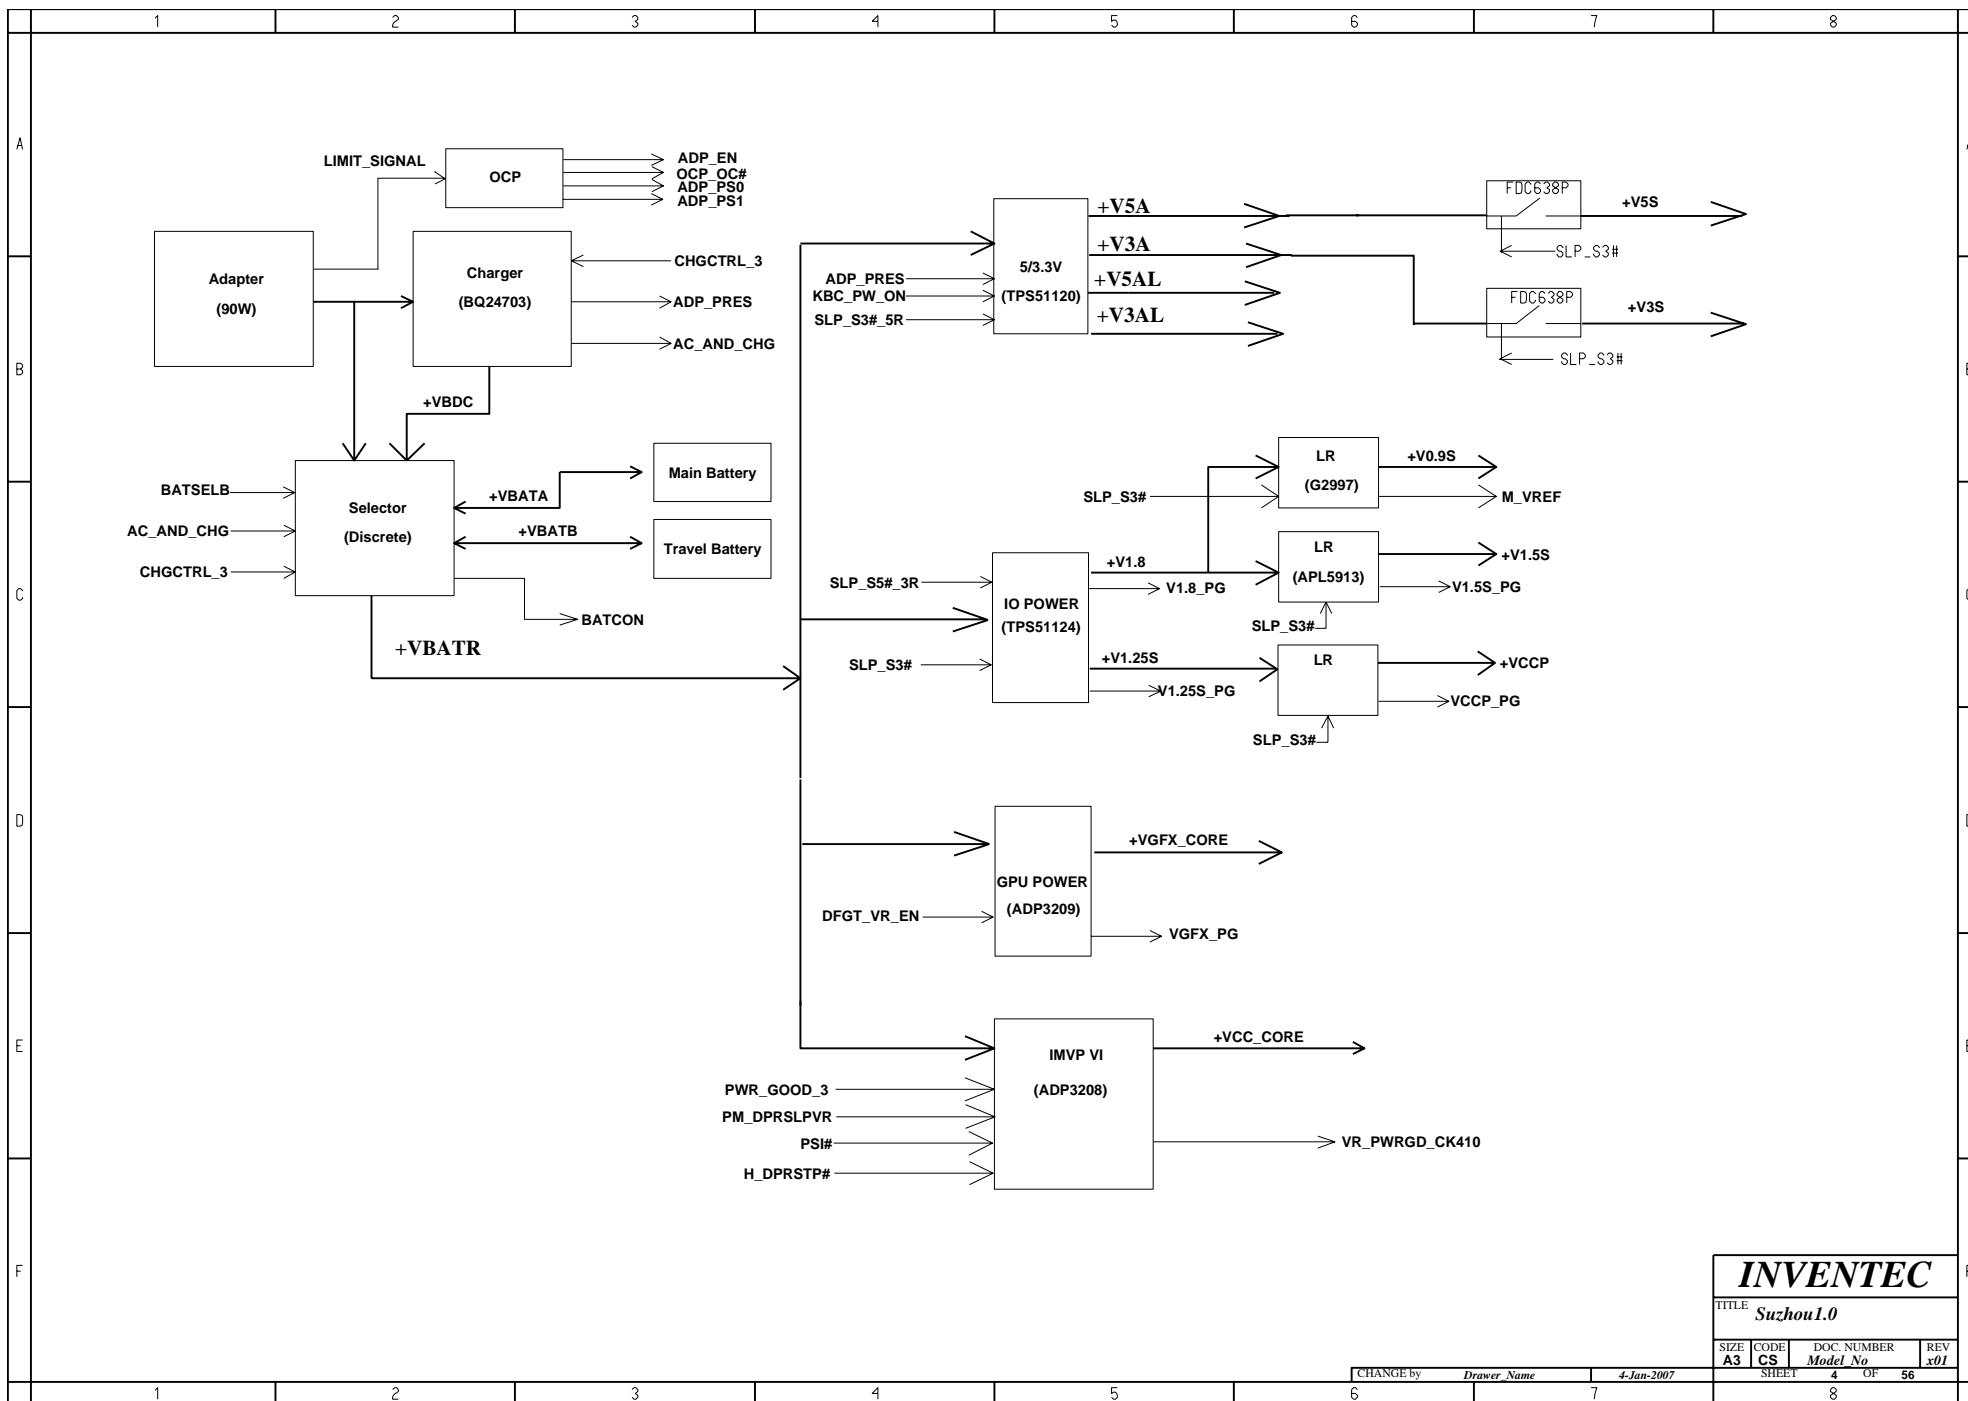 1 2 3 4 5 6 7 8
A
B
C
D
E
F
LIMIT_SIGNAL
OCP
ADP_EN
OCP_OC#
ADP_PS0
ADP_PS1
Adapter
(90W)
Charger
(BQ24703)
CHGCTRL_3
ADP_PRES
AC_AND_CHG
+VBDC
BATSELB
AC_AND_CHG
CHGCTRL_3
Selector
(Discrete)
+VBATA
+VBATB
Main Battery
Travel Battery
BATCON
+VBATR
ADP_PRES
KBC_PW_ON
SLP_S3#_5R
5/3.3V
(TPS51120)
+V5A
+V3A
+V5AL
+V3AL
FDC638P
+V5S
SLP_S3#
FDC638P
+V3S
SLP_S3#
SLP_S5#_3R
SLP_S3#
IO POWER
(TPS51124)
+V1.8
V1.8_PG
+V1.25S
V1.25S_PG
SLP_S3#
LR
(G2997)
+V0.9S
M_VREF
LR
(APL5913)
+V1.5S
V1.5S_PG
SLP_S3#
LR
+VCCP
VCCP_PG
SLP_S3#
DFGT_VR_EN
GPU POWER
(ADP3209)
+VGFX_CORE
VGFX_PG
PWR_GOOD_3
PM_DPRSLPVR
PSI#
H_DPRSTP#
IMVP VI
(ADP3208)
+VCC_CORE
VR_PWRGD_CK410
INVENTEC
TITLE Suzhou1.0
SIZE CODE DOC. NUMBER REV
A3 CS Model_No x01
CHANGE by Drawer_Name 4-Jan-2007 SHEET 4 OF 56
1 2 3 4 5 6 7 8